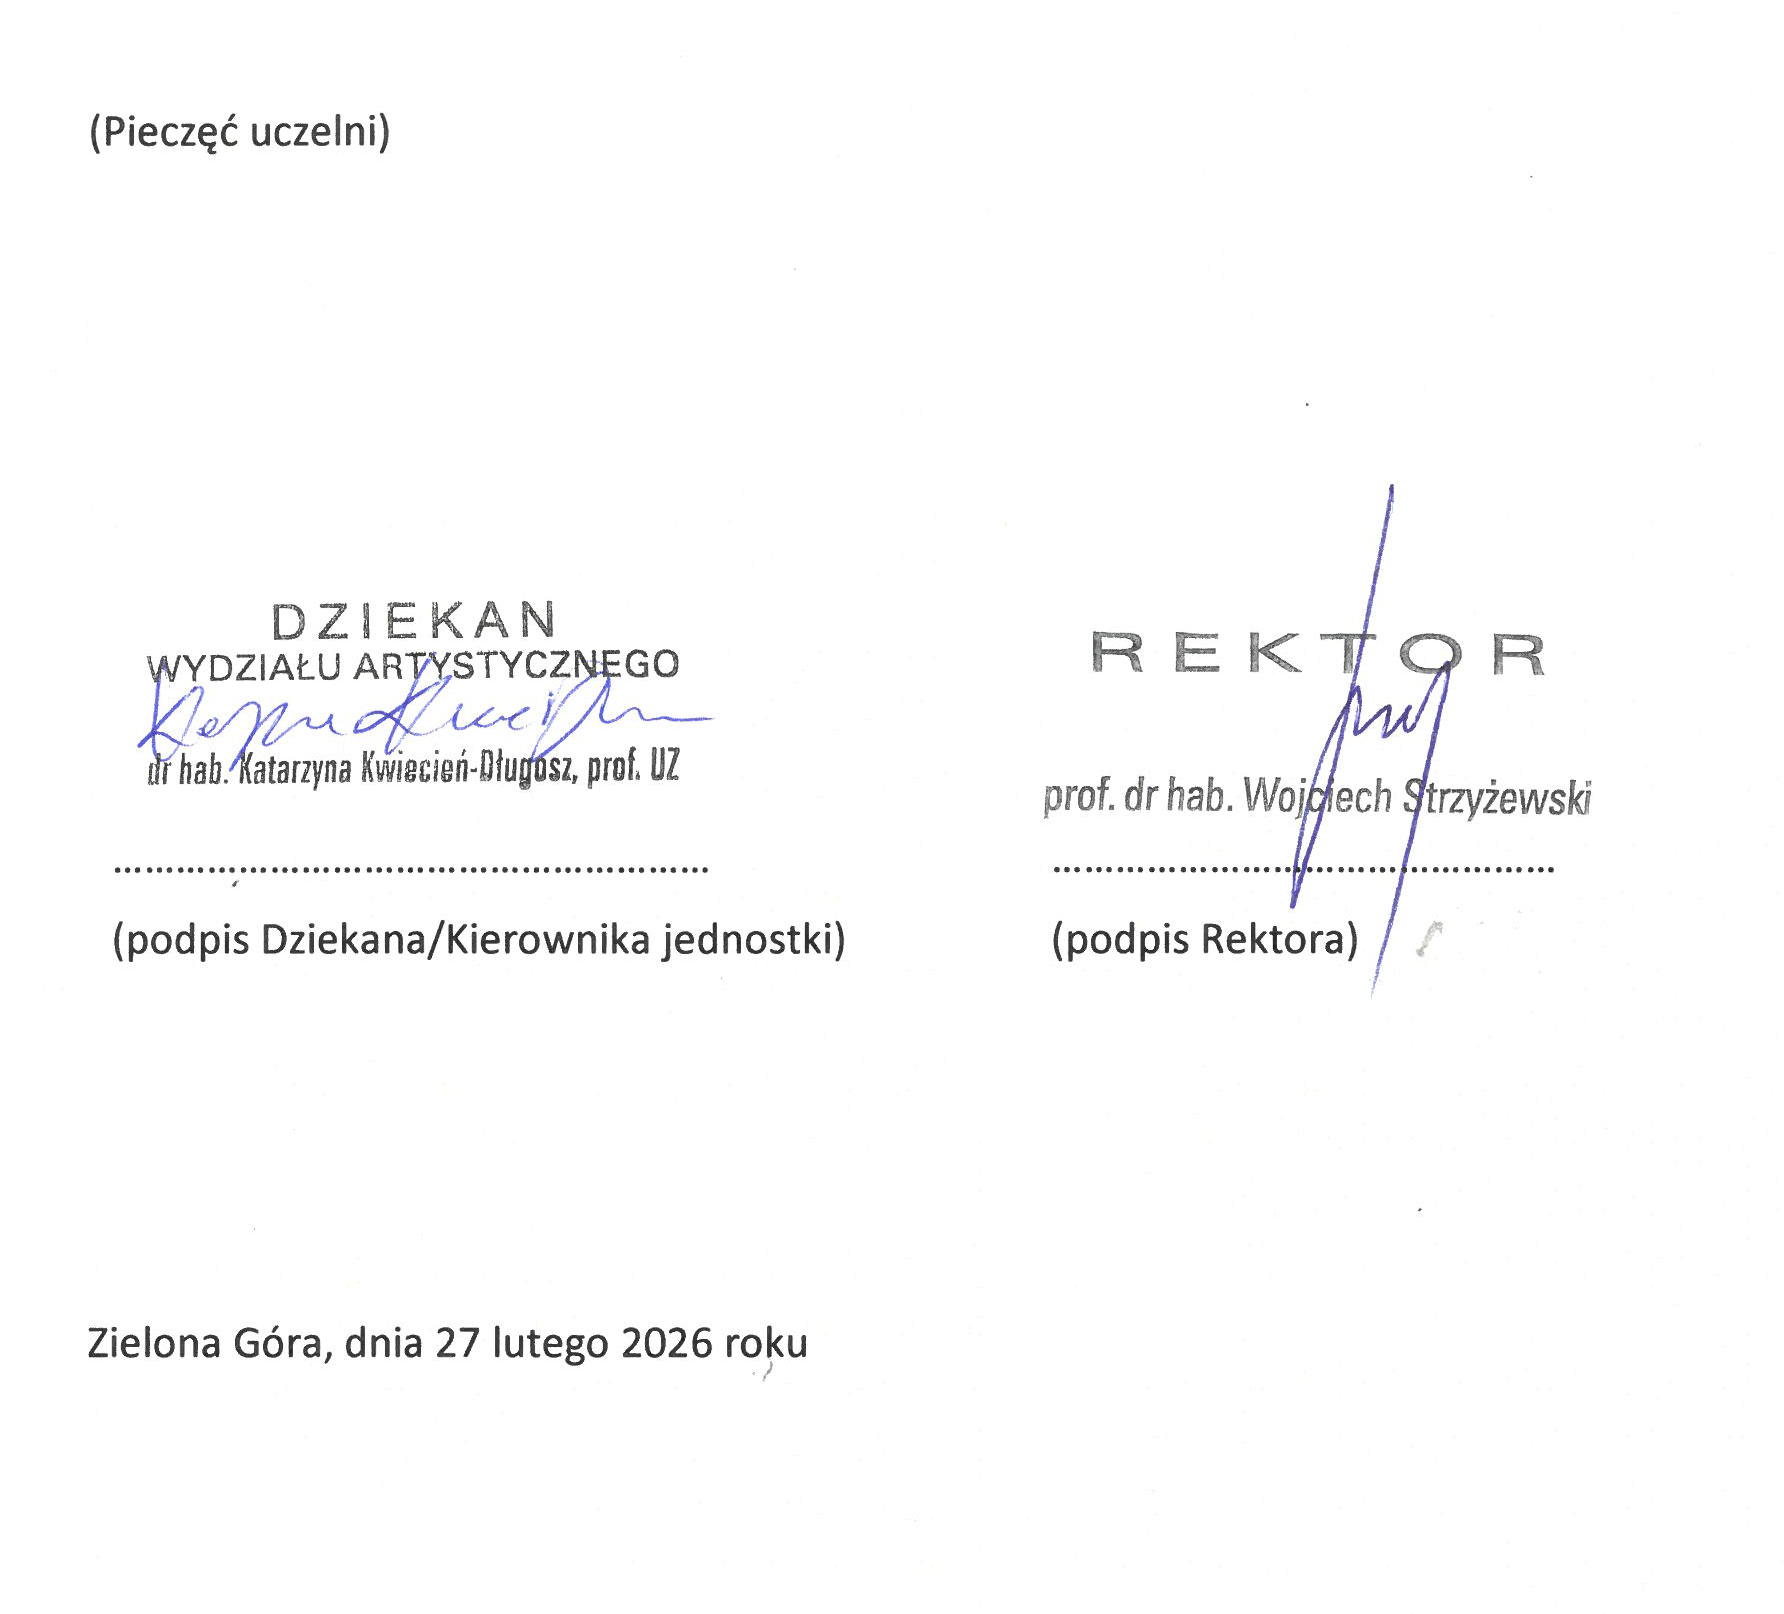 (Pieczęć uczelni)
DZIEKAN
WYDZIAŁU ARTYSTYCZNEGO
dr hab. Katarzyna Kwiecień-Długosz, prof. UZ
(podpis Dziekana/Kierownika jednostki)
REKTOR
prof. dr hab. Wojciech Strzyżewski
(podpis Rektora)
Zielona Góra, dnia 27 lutego 2026 roku